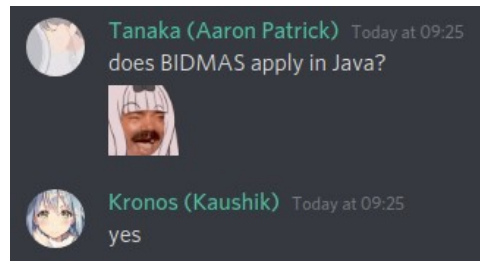 Tanaka (Aaron Patrick) Today at 09:25
does BIDMAS apply in Java?
Kronos (Kaushik) Today at 09:25
yes